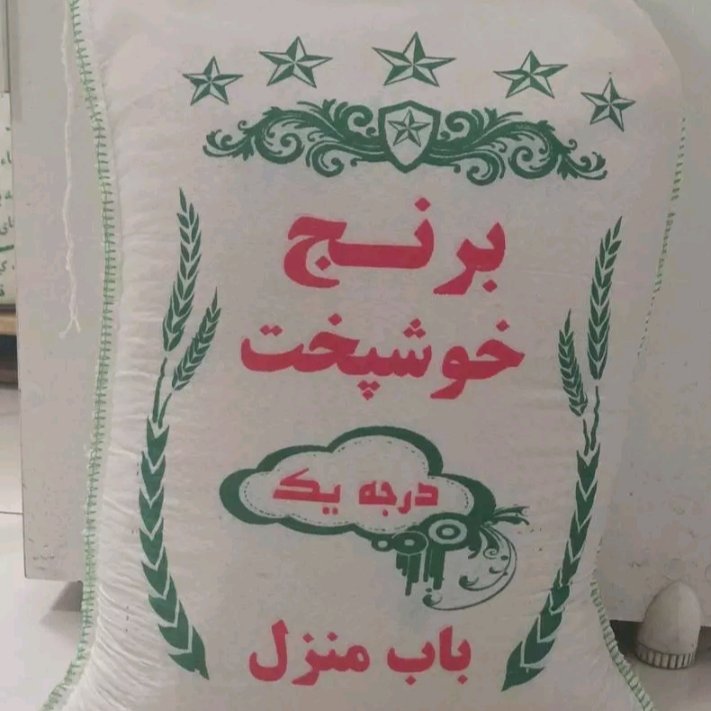 برنج
خوشپخت
درجه یک
باب منزل